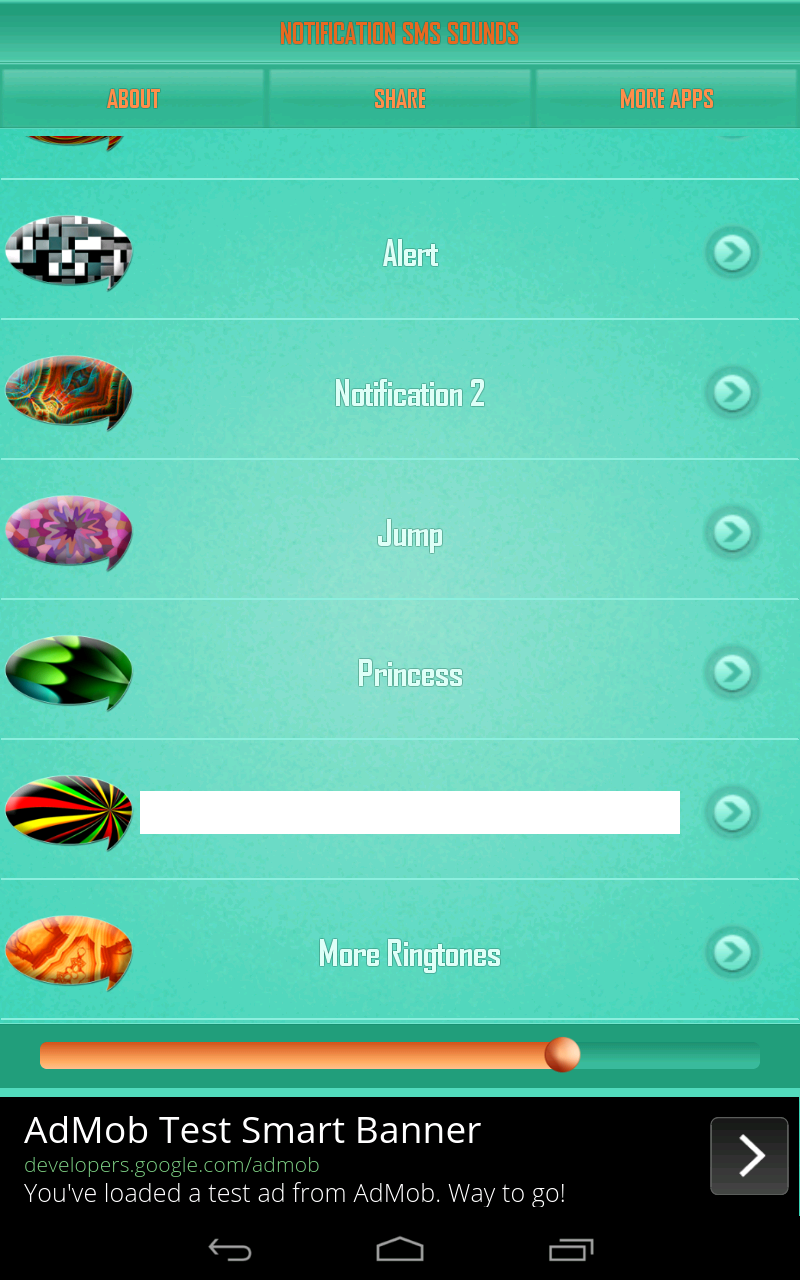 NOTIFICATION SMS SOUNDS
ABOUT
SHARE
MORE APPS
Alert
Notification 2
Jump
Princess
More Ringtones
AdMob Test Smart Banner
developers.google.com/admob
You've loaded a test ad from AdMob. Way to go!